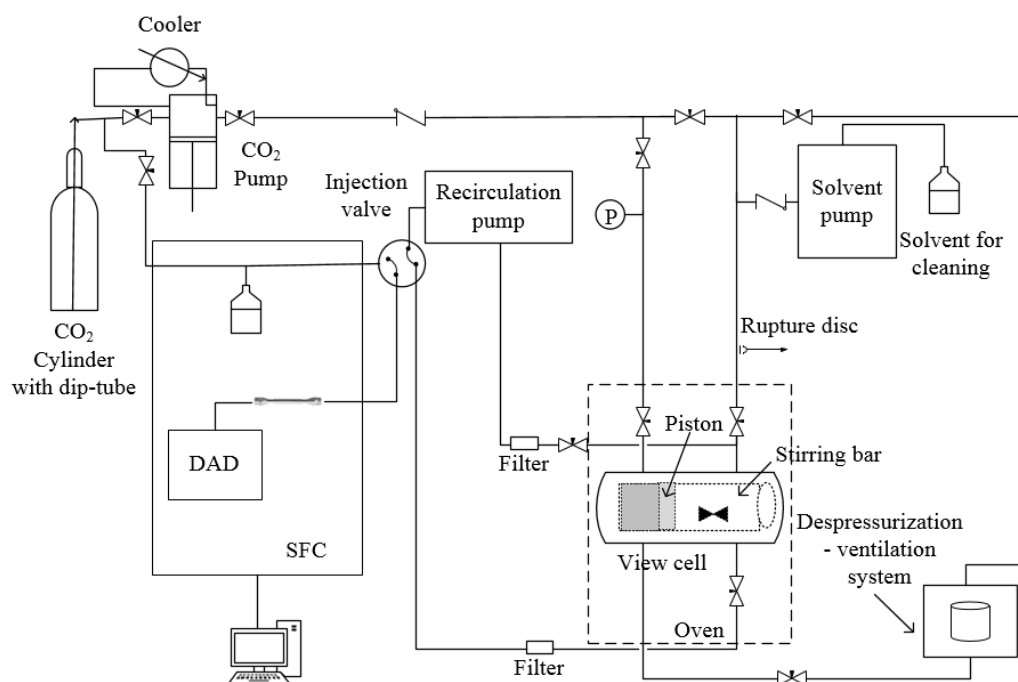 Cooler
CO₂
Pump
Injection
valve
Recirculation
pump
P
Solvent
pump
Solvent for
cleaning
CO₂
Cylinder
with dip-tube
Rupture disc
Piston
Stirring bar
Filter
DAD
SFC
View cell
Despressurization
- ventilation
system
Oven
Filter